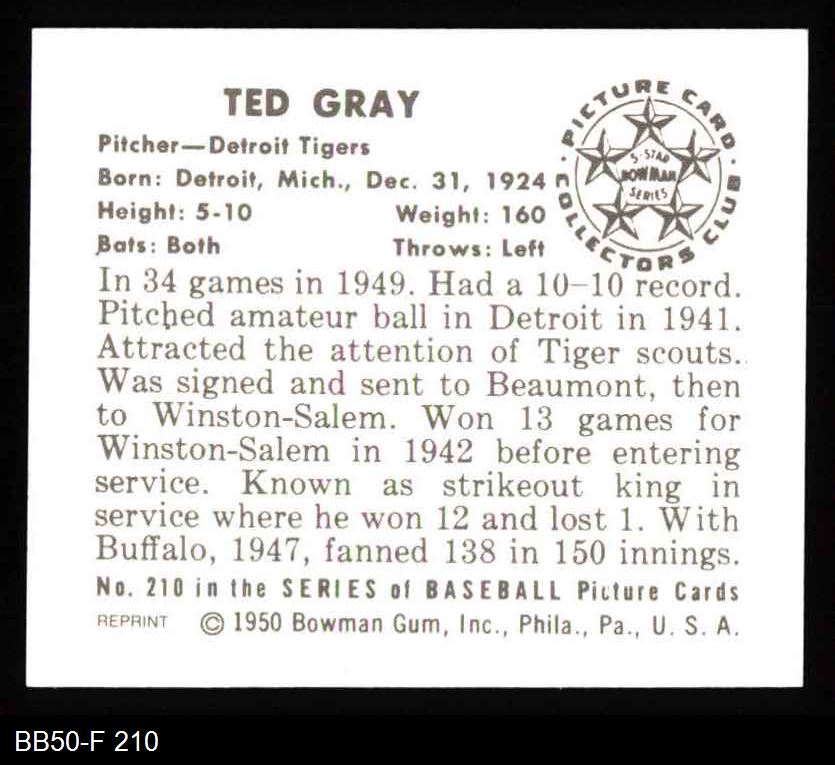 TED GRAY
Pitcher—Detroit Tigers
Born: Detroit, Mich., Dec. 31, 1924
Height: 5-10 Weight: 160
Bats: Both Throws: Left
PICTURE CARD
COLLECTORS CLUB
5-STAR
BOWMAN
SERIES
In 34 games in 1949. Had a 10–10 record.
Pitched amateur ball in Detroit in 1941.
Attracted the attention of Tiger scouts.
Was signed and sent to Beaumont, then
to Winston-Salem. Won 13 games for
Winston-Salem in 1942 before entering
service. Known as strikeout king in
service where he won 12 and lost 1. With
Buffalo, 1947, fanned 138 in 150 innings.
No. 210 in the SERIES of BASEBALL Picture Cards
REPRINT © 1950 Bowman Gum, Inc., Phila., Pa., U. S. A.
BB50-F 210